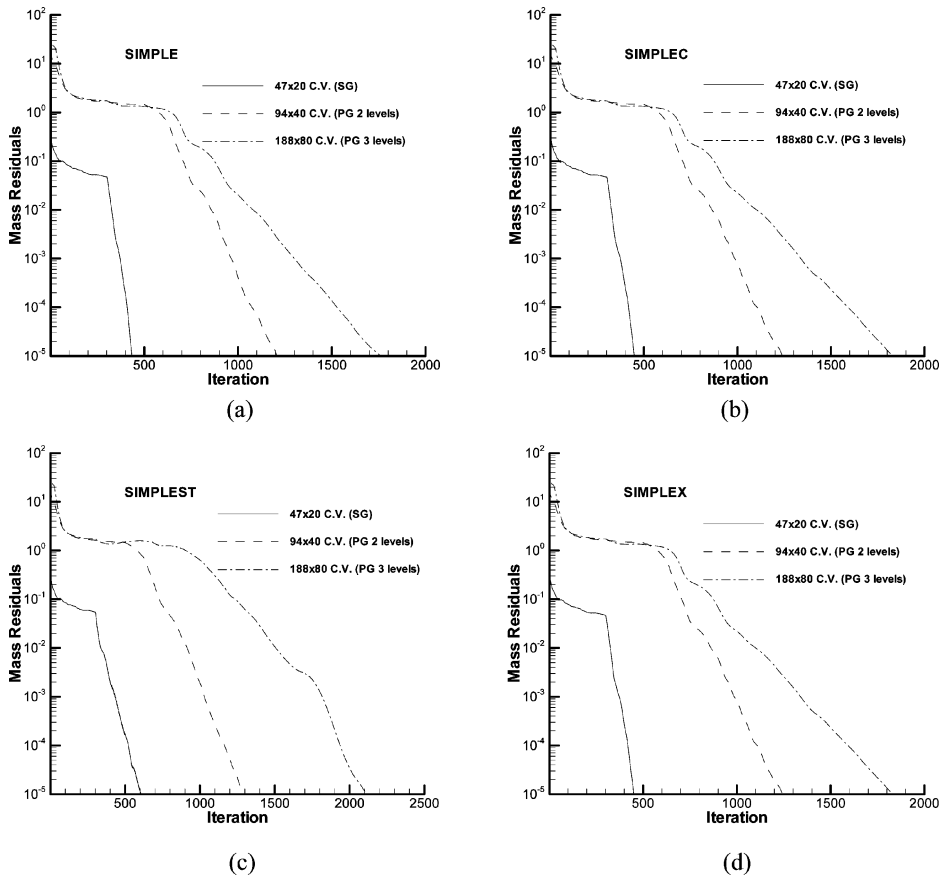 10^2
10^1
10^0
10^-1
10^-2
10^-3
10^-4
10^-5
Mass Residuals
SIMPLE
47x20 C.V. (SG)
94x40 C.V. (PG 2 levels)
188x80 C.V. (PG 3 levels)
500 1000 1500 2000
Iteration
(a)
10^2
10^1
10^0
10^-1
10^-2
10^-3
10^-4
10^-5
Mass Residuals
SIMPLEC
47x20 C.V. (SG)
94x40 C.V. (PG 2 levels)
188x80 C.V. (PG 3 levels)
500 1000 1500 2000
Iteration
(b)
10^2
10^1
10^0
10^-1
10^-2
10^-3
10^-4
10^-5
Mass Residuals
SIMPLEST
47x20 C.V. (SG)
94x40 C.V. (PG 2 levels)
188x80 C.V. (PG 3 levels)
500 1000 1500 2000 2500
Iteration
(c)
10^2
10^1
10^0
10^-1
10^-2
10^-3
10^-4
10^-5
Mass Residuals
SIMPLEX
47x20 C.V. (SG)
94x40 C.V. (PG 2 levels)
188x80 C.V. (PG 3 levels)
500 1000 1500 2000
Iteration
(d)